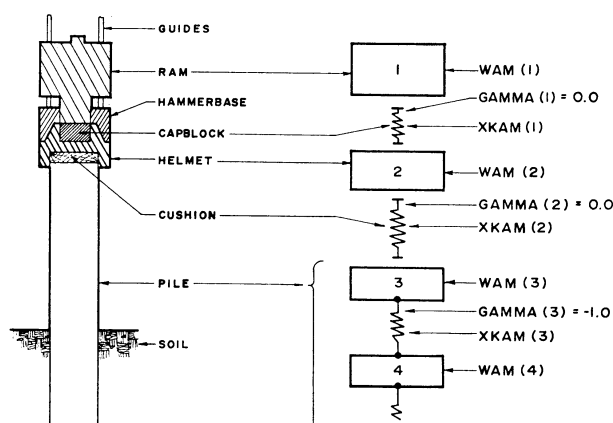 GUIDES
RAM
HAMMERBASE
CAPBLOCK
HELMET
CUSHION
PILE
SOIL
1
WAM (1)
GAMMA (1) = 0.0
XKAM (1)
2
WAM (2)
GAMMA (2) = 0.0
XKAM (2)
3
WAM (3)
GAMMA (3) = -1.0
XKAM (3)
4
WAM (4)